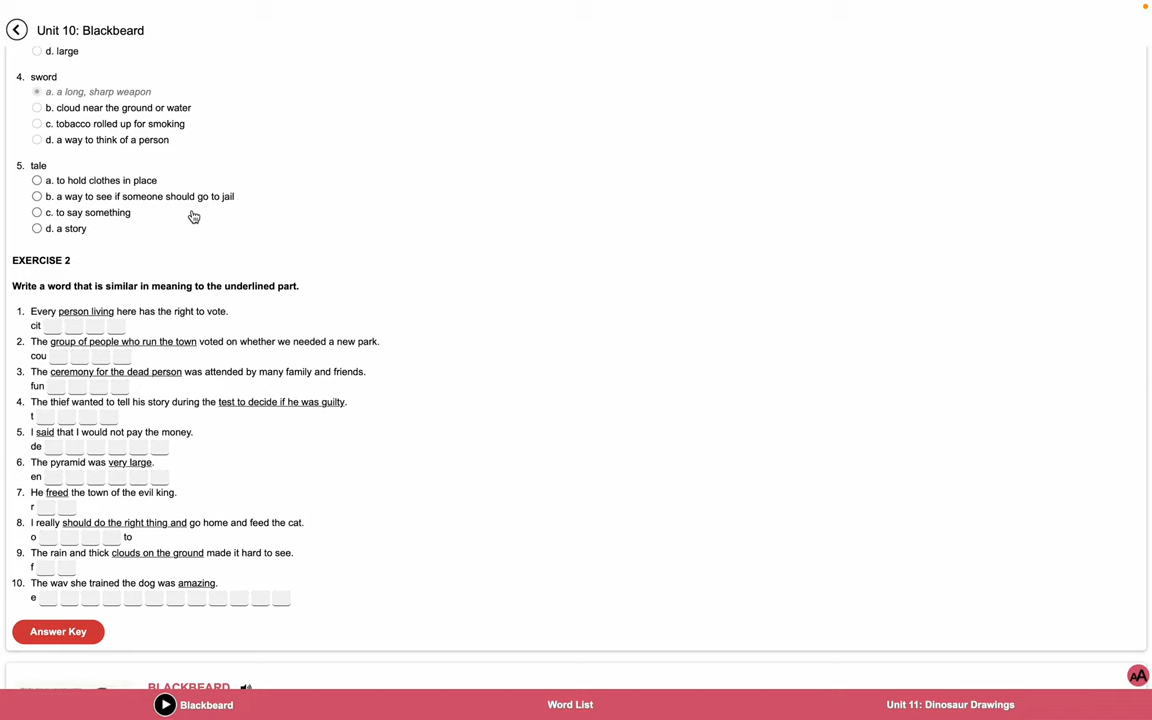 Unit 10: Blackbeard
d. large
4. sword
a. a long, sharp weapon
b. cloud near the ground or water
c. tobacco rolled up for smoking
d. a way to think of a person
5. tale
a. to hold clothes in place
b. a way to see if someone should go to jail
c. to say something
d. a story
EXERCISE 2
Write a word that is similar in meaning to the underlined part.
1. Every person living here has the right to vote.
cit
2. The group of people who run the town voted on whether we needed a new park.
cou
3. The ceremony for the dead person was attended by many family and friends.
fun
4. The thief wanted to tell his story during the test to decide if he was guilty.
t
5. I said that I would not pay the money.
de
6. The pyramid was very large.
en
7. He freed the town of the evil king.
r
8. I really should do the right thing and go home and feed the cat.
o to
9. The rain and thick clouds on the ground made it hard to see.
f
10. The way she trained the dog was amazing.
e
Answer Key
BLACKBEARD
AA
Blackbeard Word List Unit 11: Dinosaur Drawings